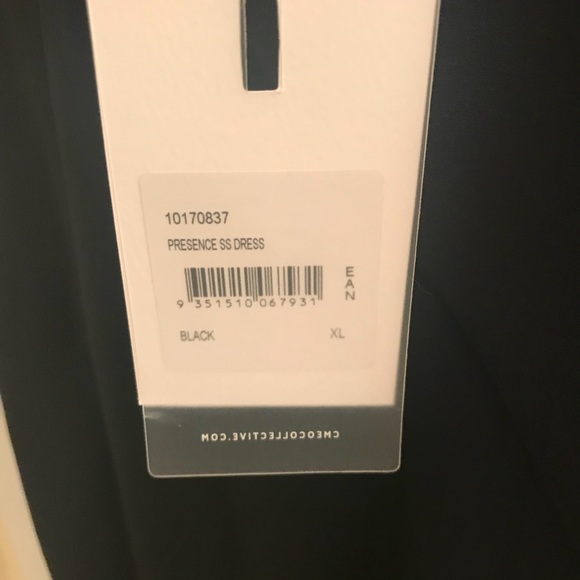 10170837
PRESENCE SS DRESS
EAN
9 351510 067931
BLACK XL
CMEOCOLLECTIVE.COM